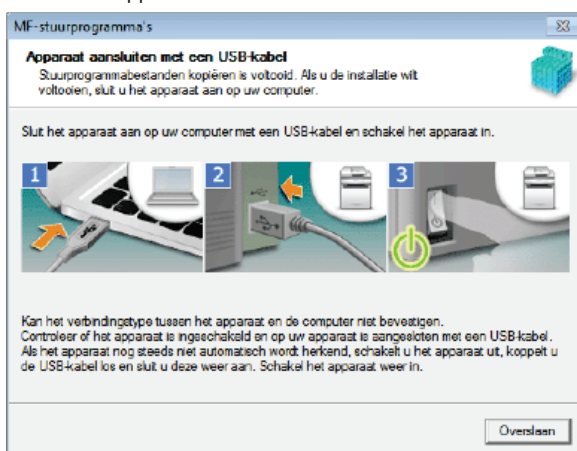 MF-stuurprogramma's
Apparaat aansluiten met een USB-kabel
Stuurprogrammabestanden kopiëren is voltooid. Als u de installatie wilt
voltooien, sluit u het apparaat aan op uw computer.
Sluit het apparaat aan op uw computer met een USB-kabel en schakel het apparaat in.
1 2 3
Kan het verbindingstype tussen het apparaat en de computer niet bevestigen.
Controleer of het apparaat is ingeschakeld en op uw apparaat is aangesloten met een USB-kabel.
Als het apparaat nog steeds niet automatisch wordt herkend, schakelt u het apparaat uit, koppelt u
de USB-kabel los en sluit u deze weer aan. Schakel het apparaat weer in.
Overslaan